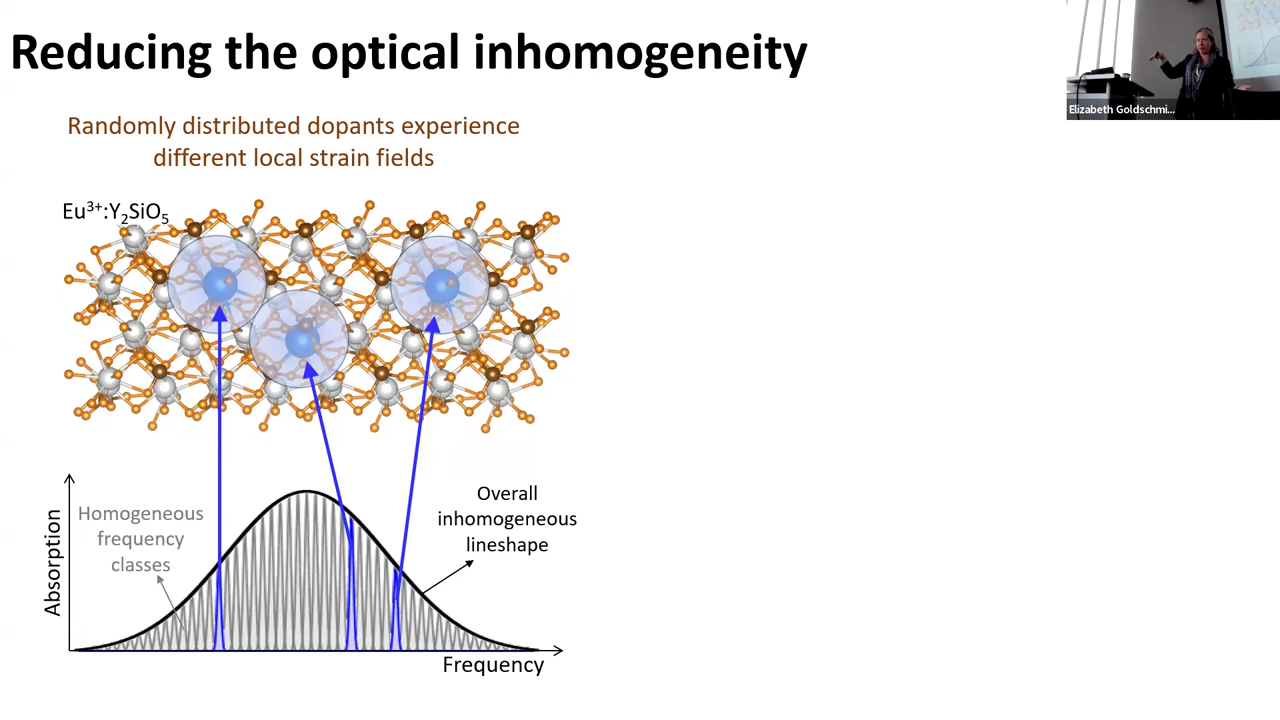 Reducing the optical inhomogeneity
Elizabeth Goldschmi...
Randomly distributed dopants experience
different local strain fields
Eu³⁺:Y₂SiO₅
Absorption
Homogeneous
frequency
classes
Overall
inhomogeneous
lineshape
Frequency